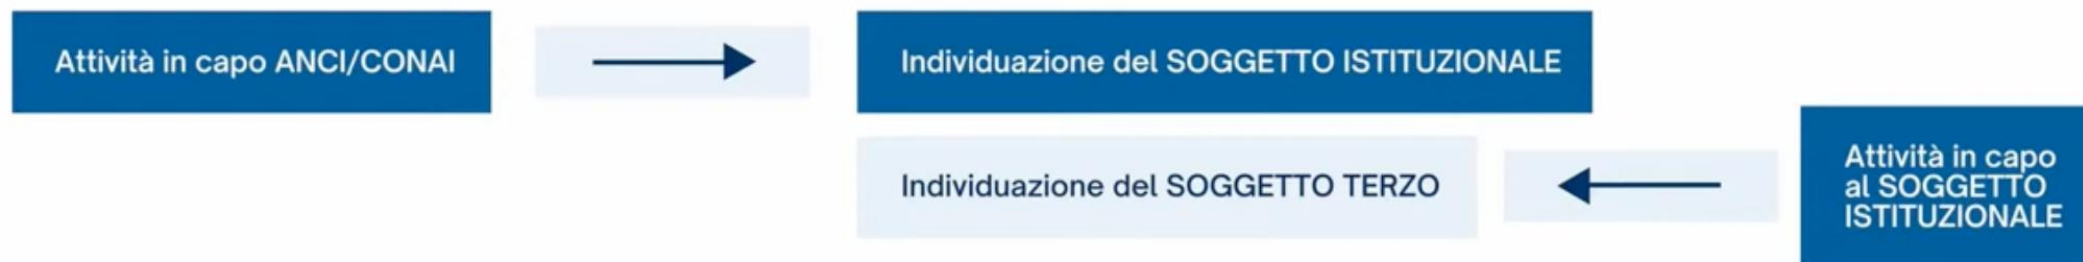 Attività in capo ANCI/CONAI
Individuazione del SOGGETTO ISTITUZIONALE
Individuazione del SOGGETTO TERZO
Attività in capo
al SOGGETTO
ISTITUZIONALE